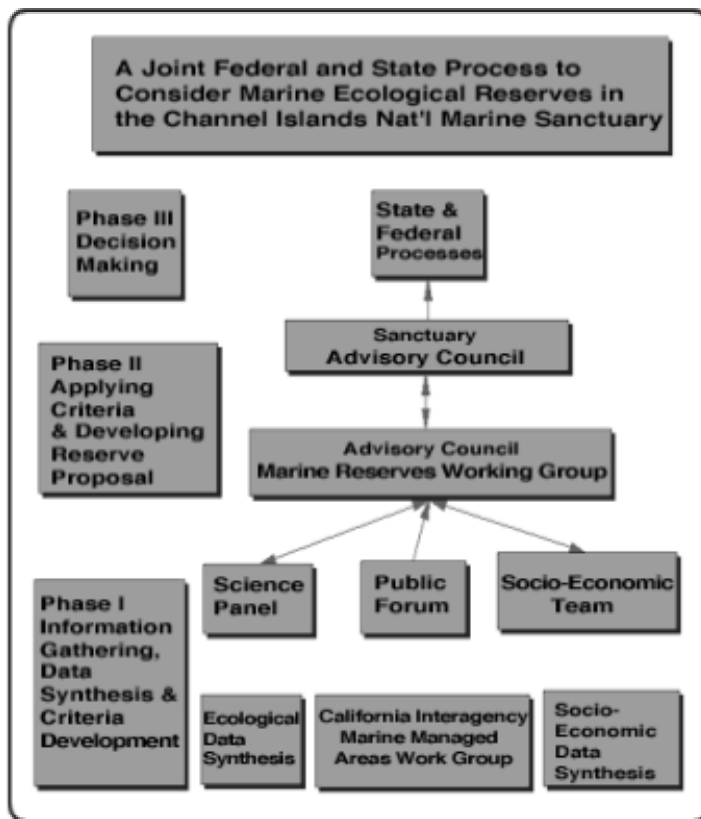 A Joint Federal and State Process to
Consider Marine Ecological Reserves in
the Channel Islands Nat'l Marine Sanctuary
Phase III
Decision
Making
State &
Federal
Processes
Sanctuary
Advisory Council
Phase II
Applying
Criteria
& Developing
Reserve
Proposal
Advisory Council
Marine Reserves Working Group
Phase I
Information
Gathering,
Data
Synthesis &
Criteria
Development
Science
Panel
Public
Forum
Socio-Economic
Team
Ecological
Data
Synthesis
California Interagency
Marine Managed
Areas Work Group
Socio-
Economic
Data
Synthesis